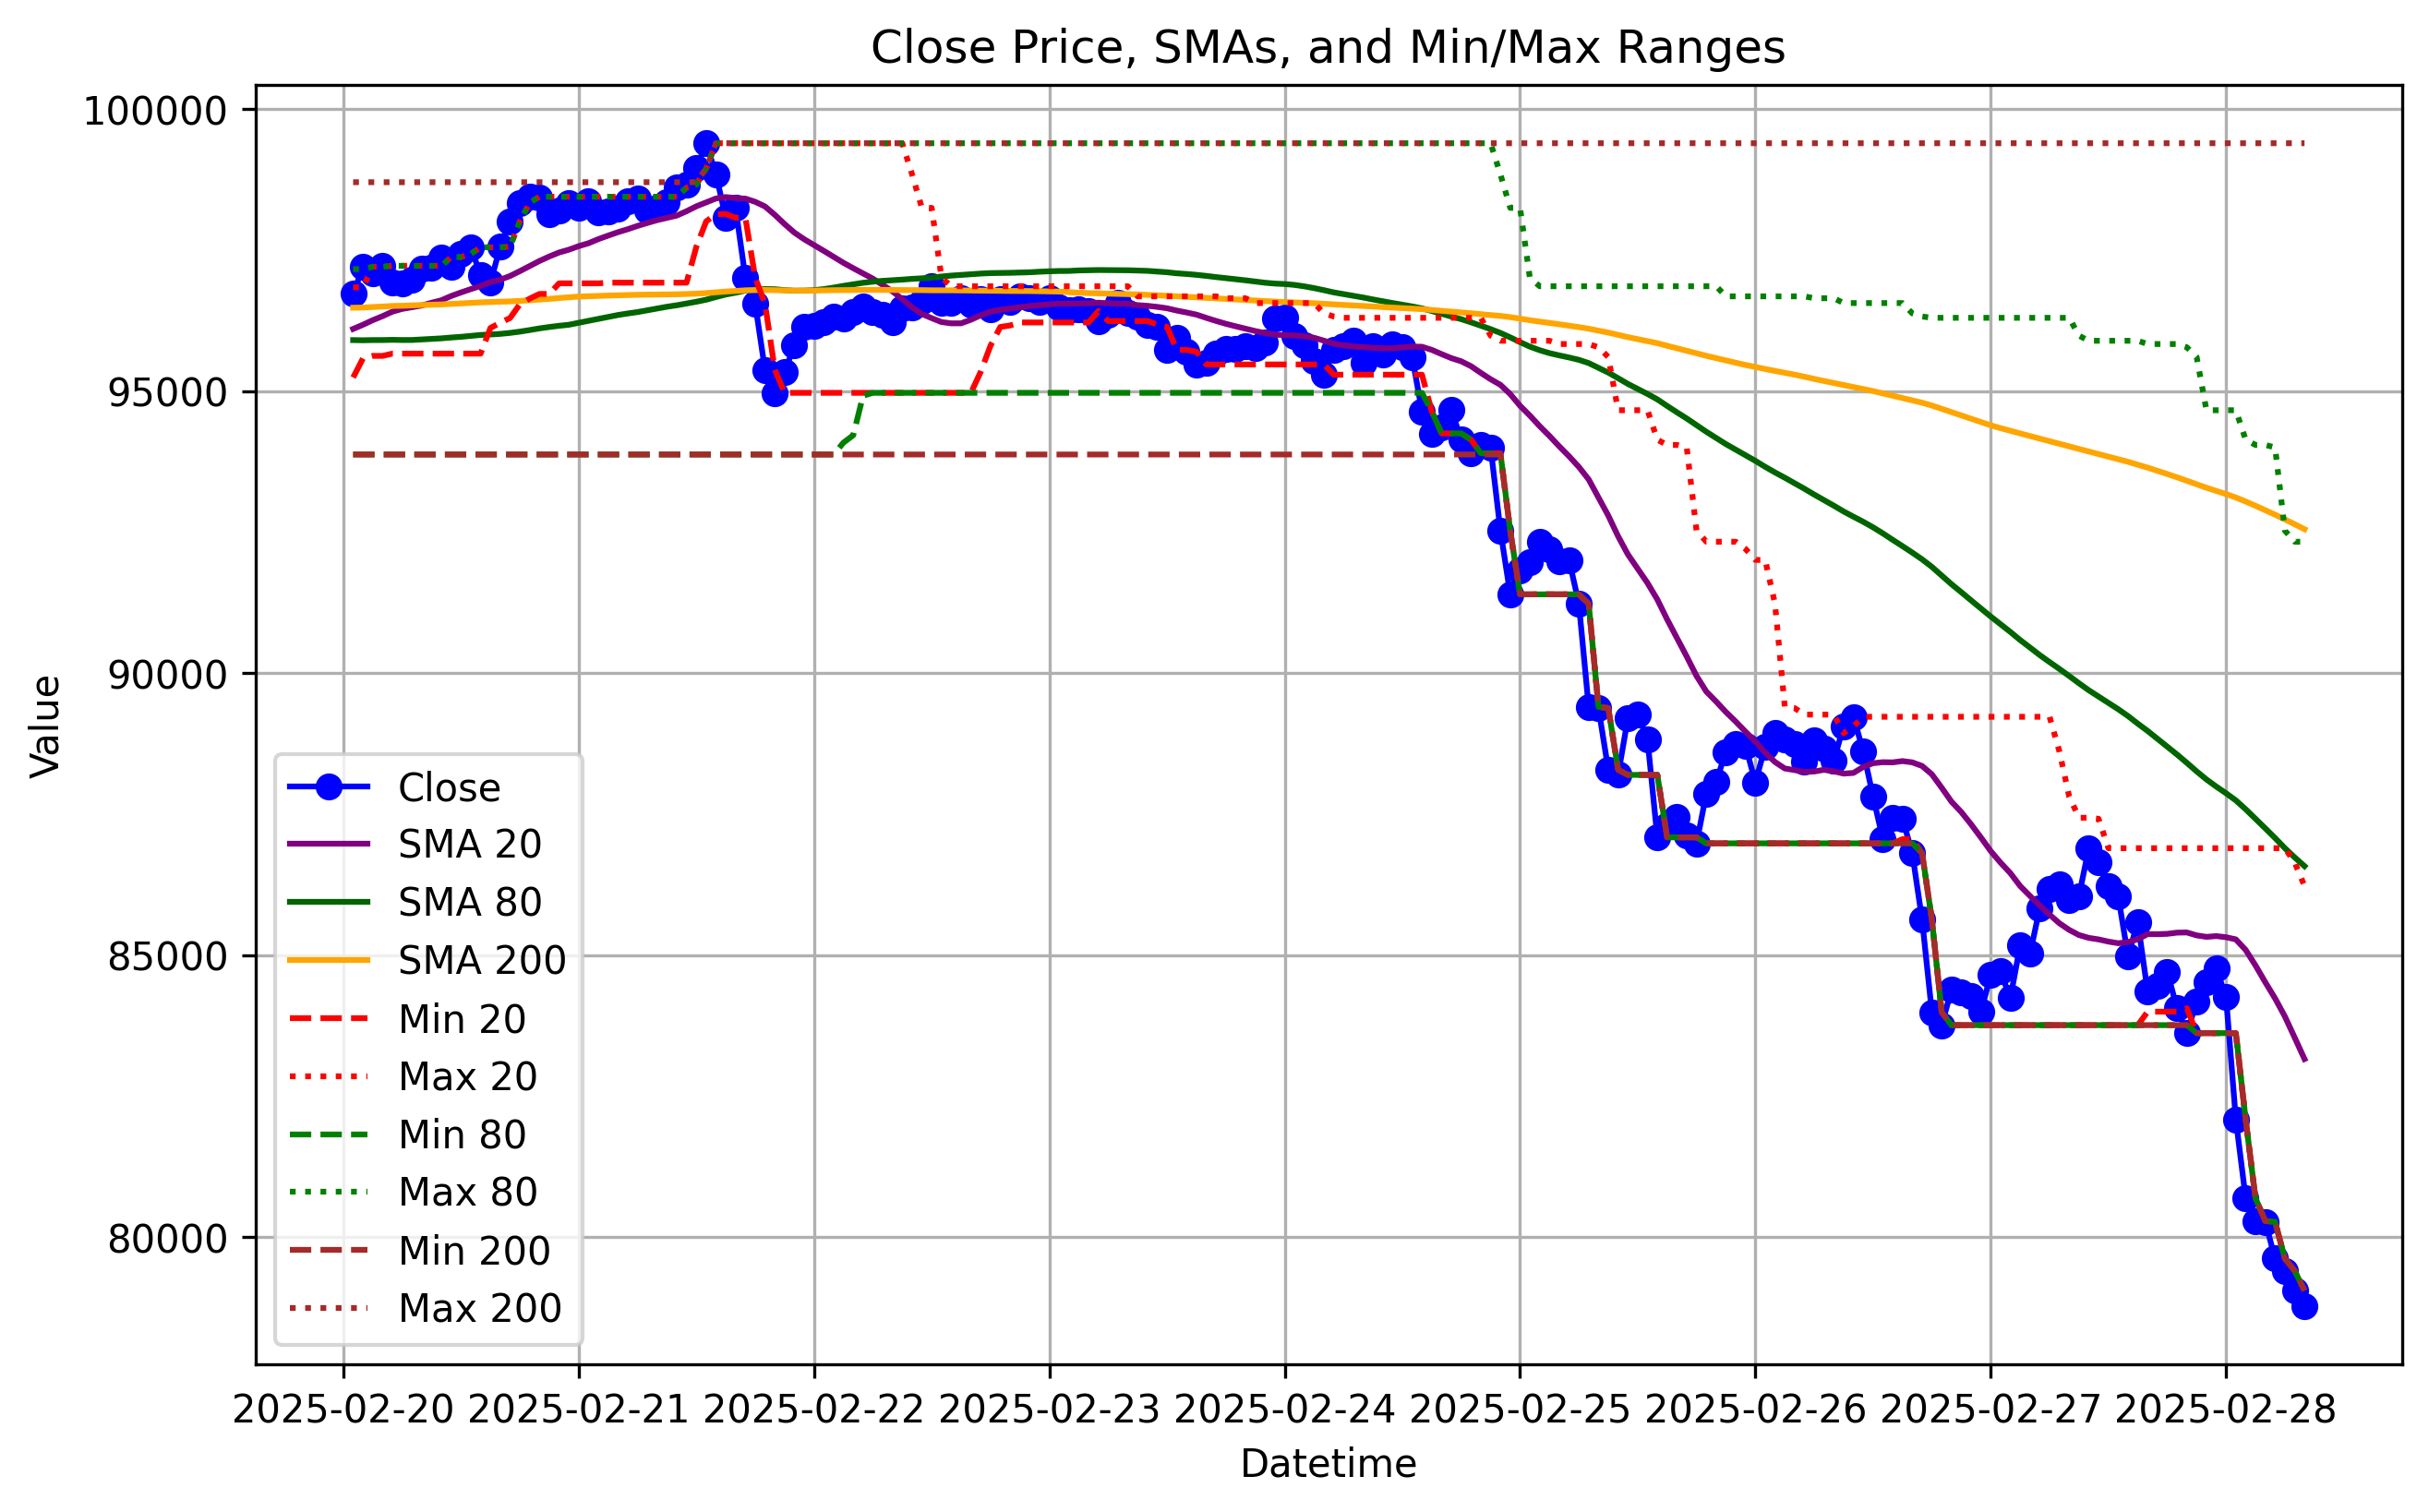 Close Price, SMAs, and Min/Max Ranges
100000
95000
90000
85000
80000
Value
Close
SMA 20
SMA 80
SMA 200
Min 20
Max 20
Min 80
Max 80
Min 200
Max 200
2025-02-20 2025-02-21 2025-02-22 2025-02-23 2025-02-24 2025-02-25 2025-02-26 2025-02-27 2025-02-28
Datetime